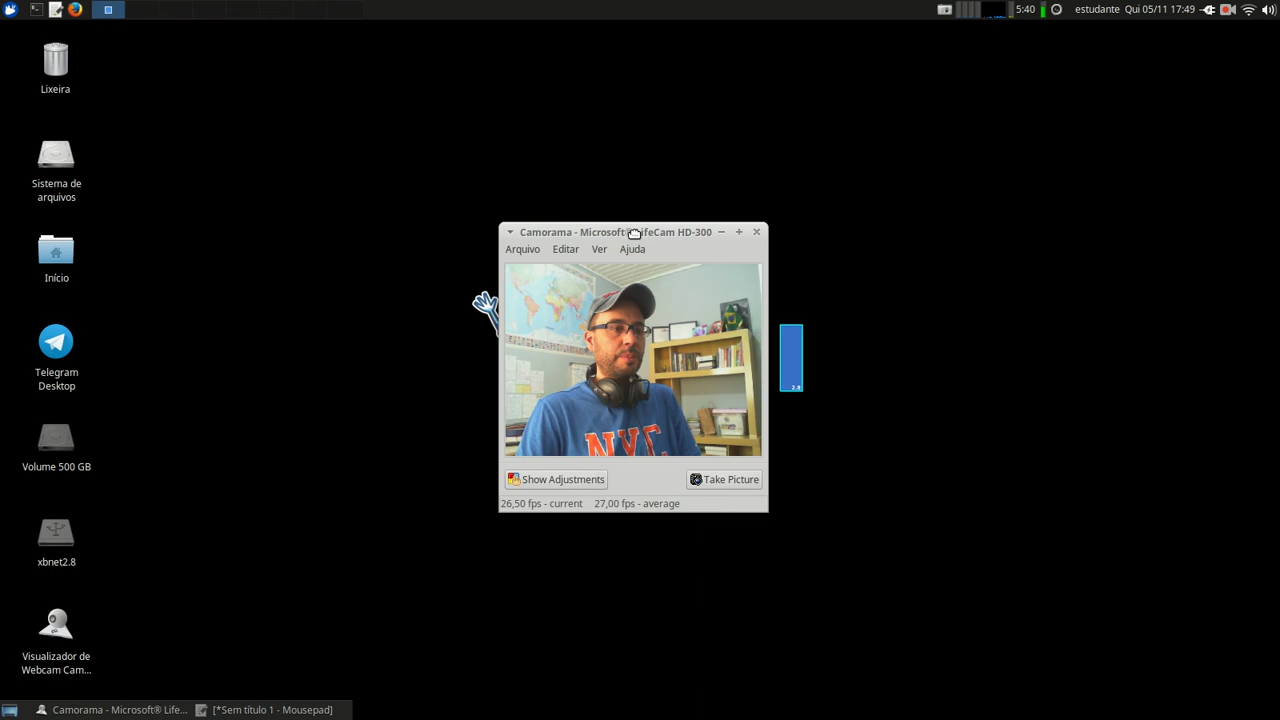 5:40
estudante Qui 05/11 17:49
Lixeira
Sistema de
arquivos
Início
Telegram
Desktop
Volume 500 GB
xbnet2.8
Visualizador de
Webcam Cam...
Camorama - Microsoft® LifeCam HD-300
Arquivo Editar Ver Ajuda
NYC
Show Adjustments Take Picture
26,50 fps - current 27,00 fps - average
2.8
Camorama - Microsoft® Life... [*Sem título 1 - Mousepad]